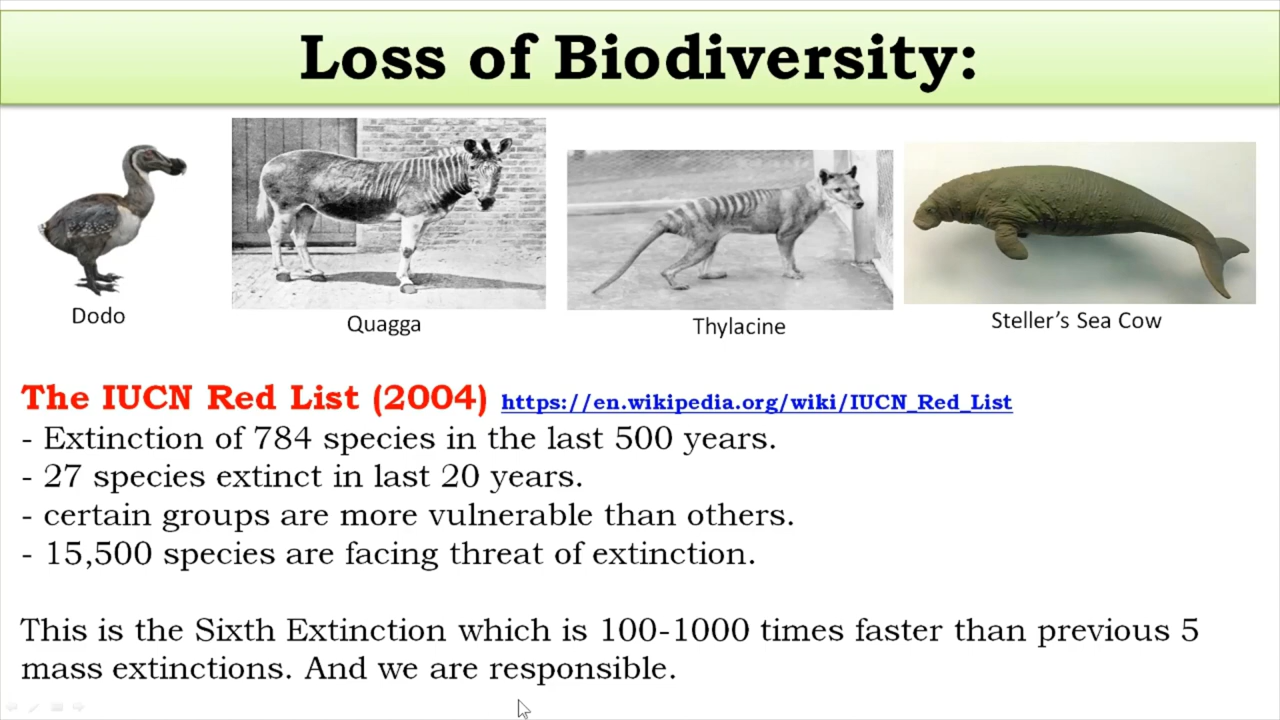 Loss of Biodiversity:
Dodo
Quagga
Thylacine
Steller's Sea Cow
The IUCN Red List (2004) https://en.wikipedia.org/wiki/IUCN_Red_List
- Extinction of 784 species in the last 500 years.
- 27 species extinct in last 20 years.
- certain groups are more vulnerable than others.
- 15,500 species are facing threat of extinction.
This is the Sixth Extinction which is 100-1000 times faster than previous 5
mass extinctions. And we are responsible.